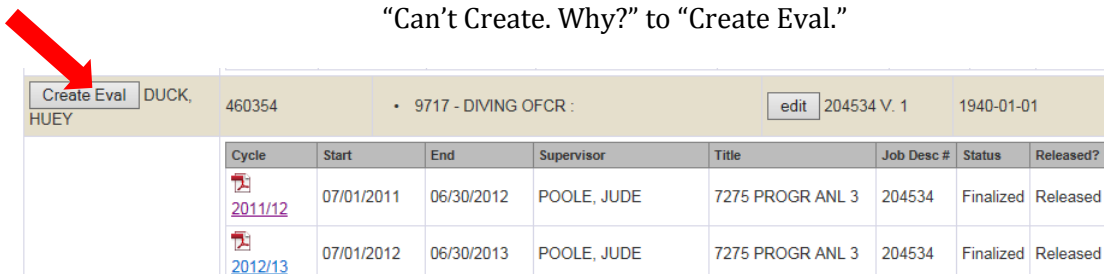 “Can’t Create. Why?” to “Create Eval.”
Create Eval DUCK, HUEY 460354 • 9717 - DIVING OFCR : edit 204534 V. 1 1940-01-01
Cycle Start End Supervisor Title Job Desc # Status Released?
2011/12 07/01/2011 06/30/2012 POOLE, JUDE 7275 PROGR ANL 3 204534 Finalized Released
2012/13 07/01/2012 06/30/2013 POOLE, JUDE 7275 PROGR ANL 3 204534 Finalized Released